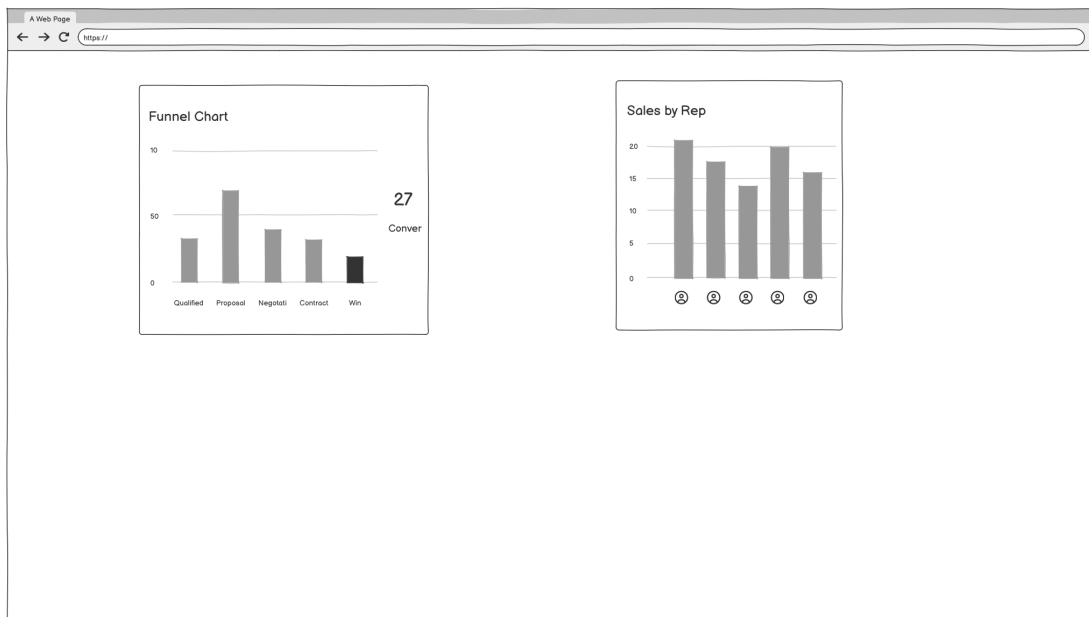 A Web Page
https://
Funnel Chart
10
50
0
27
Conver
Qualified Proposal Negotati Contract Win
Sales by Rep
20
15
10
5
0